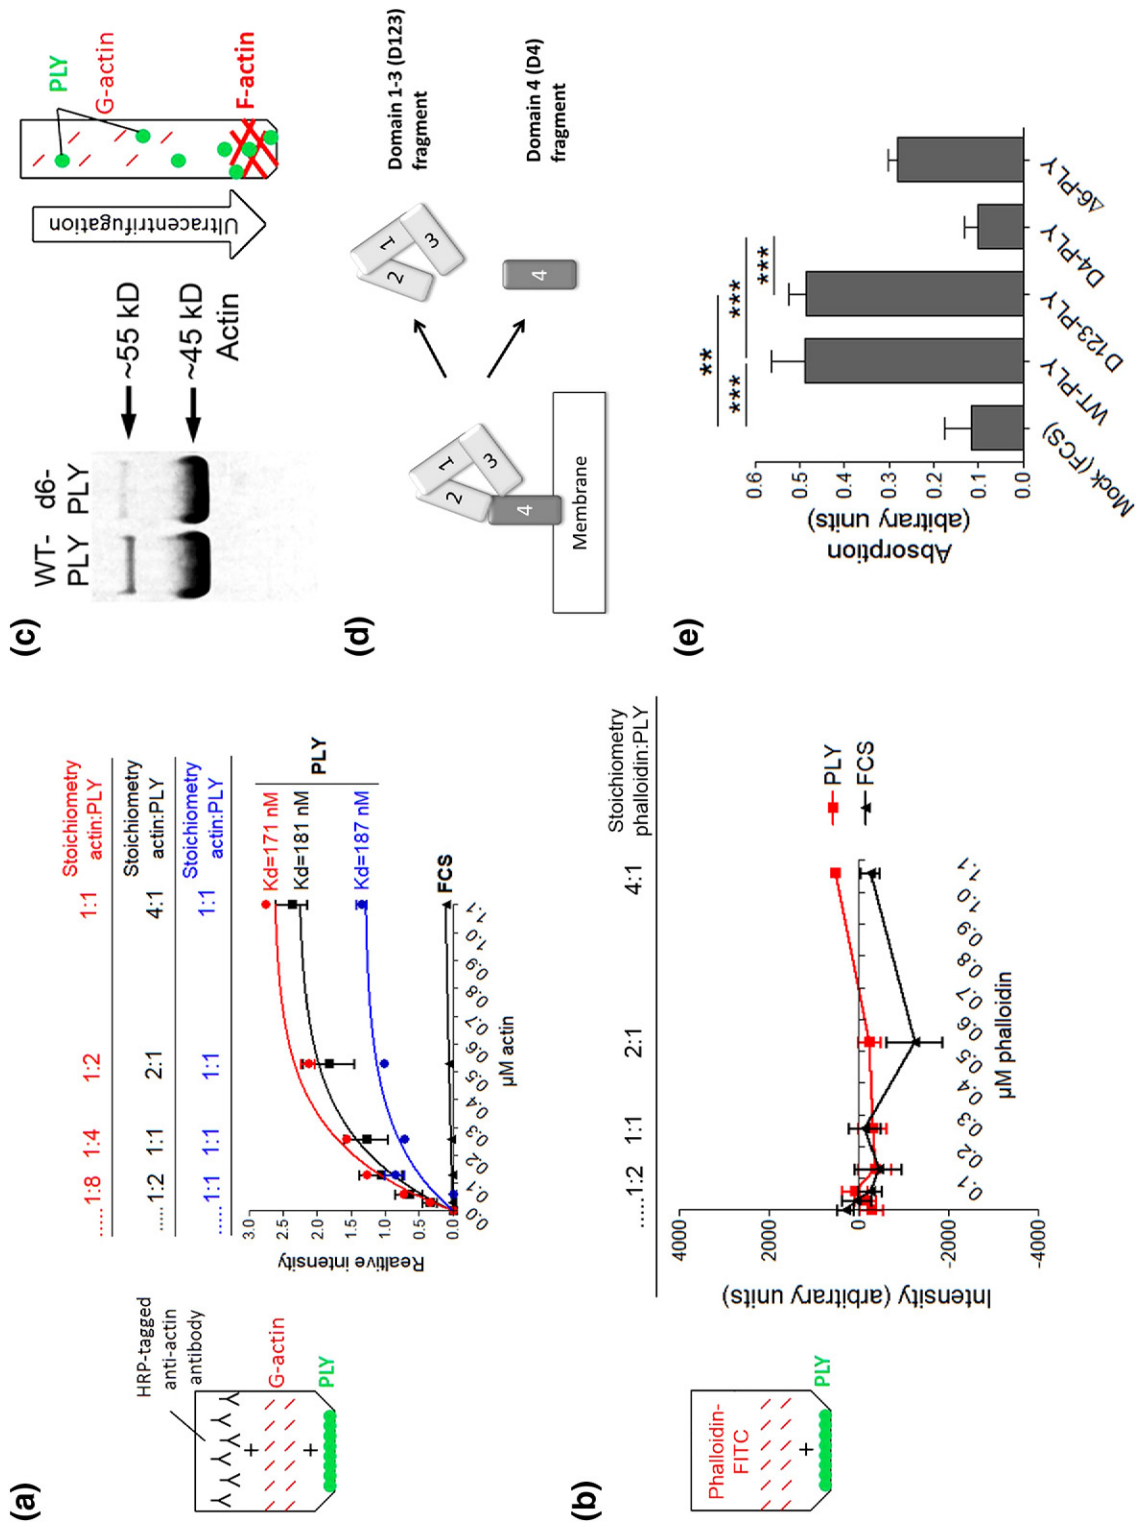 (a)
HRP-tagged
anti-actin
antibody
G-actin
PLY
+
+
..... 1:8 1:4 1:2 1:1 Stoichiometry
actin:PLY
..... 1:2 1:1 2:1 4:1 Stoichiometry
actin:PLY
..... 1:1 1:1 1:1 1:1 Stoichiometry
actin:PLY
Realtive intensity
3.0
2.5
2.0
1.5
1.0
0.5
0.0
Kd=171 nM
Kd=181 nM
Kd=187 nM
PLY
FCS
0.0 0.1 0.2 0.3 0.4 0.5 0.6 0.7 0.8 0.9 1.0 1.1
µM actin
(b)
Phalloidin-
FITC
+
PLY
Stoichiometry
phalloidin:PLY
.....1:2 1:1 2:1 4:1
Intensity (arbitrary units)
4000
2000
0
-2000
-4000
0.1 0.2 0.3 0.4 0.5 0.6 0.7 0.8 0.9 1.0 1.1
µM phalloidin
PLY
FCS
(c)
WT-
PLY
d6-
PLY
~55 kD
~45 kD
Actin
Ultracentrifugation
PLY
G-actin
F-actin
(d)
1
2
3
4
Membrane
1
2
3
4
Domain 1-3 (D123)
fragment
Domain 4 (D4)
fragment
(e)
Absorption
(abitrary units)
0.6
0.5
0.4
0.3
0.2
0.1
0.0
**
*** ***
***
Mock (FCS)
WT-PLY
D123-PLY
D4-PLY
Δ6-PLY